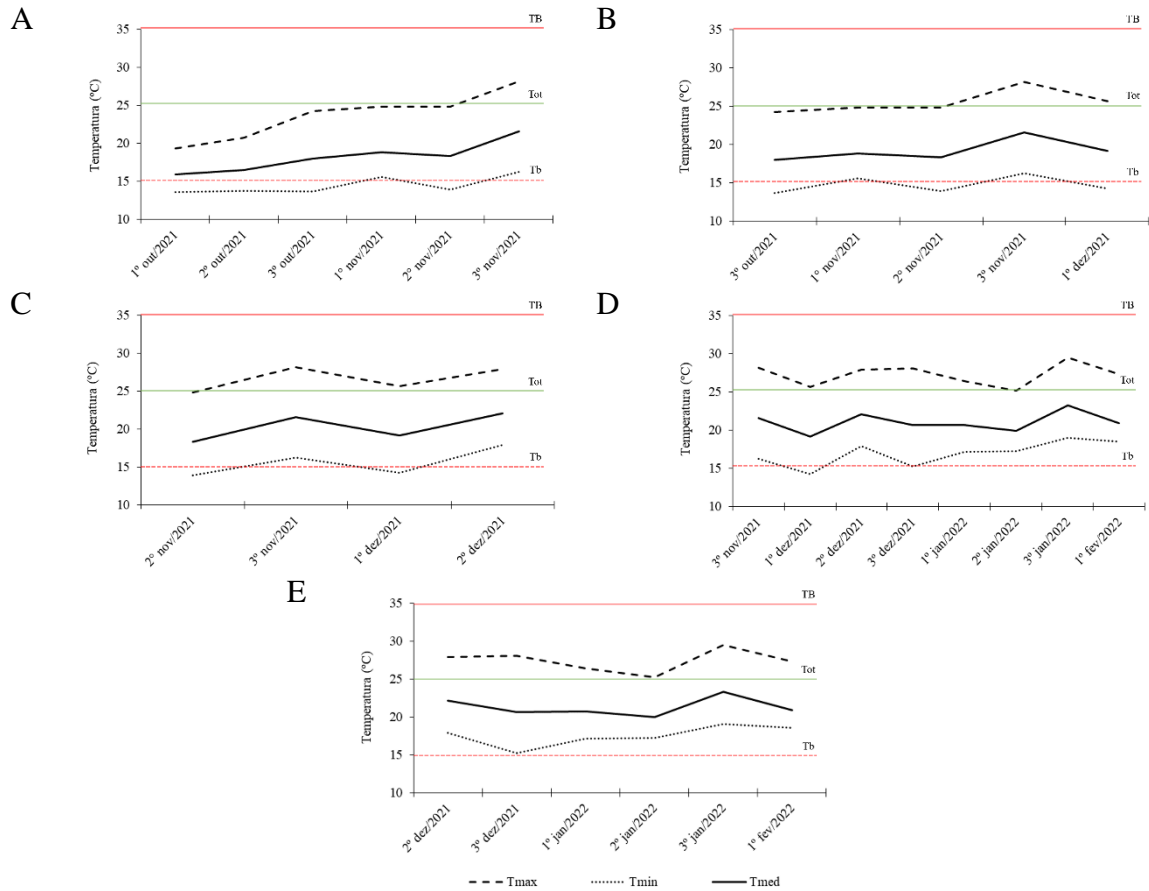 A
Temperatura (°C)
35
30
25
20
15
10
TB
Tot
Tb
1º out/2021
2º out/2021
3º out/2021
1º nov/2021
2º nov/2021
3º nov/2021
B
Temperatura (°C)
35
30
25
20
15
10
TB
Tot
Tb
3º out/2021
1º nov/2021
2º nov/2021
3º nov/2021
1º dez/2021
C
Temperatura (°C)
35
30
25
20
15
10
TB
Tot
Tb
2º nov/2021
3º nov/2021
1º dez/2021
2º dez/2021
D
Temperatura (°C)
35
30
25
20
15
10
TB
Tot
Tb
3º nov/2021
1º dez/2021
2º dez/2021
3º dez/2021
1º jan/2022
2º jan/2022
3º jan/2022
1º fev/2022
E
Temperatura (°C)
35
30
25
20
15
10
TB
Tot
Tb
2º dez/2021
3º dez/2021
1º jan/2022
2º jan/2022
3º jan/2022
1º fev/2022
Tmax Tmin Tmed